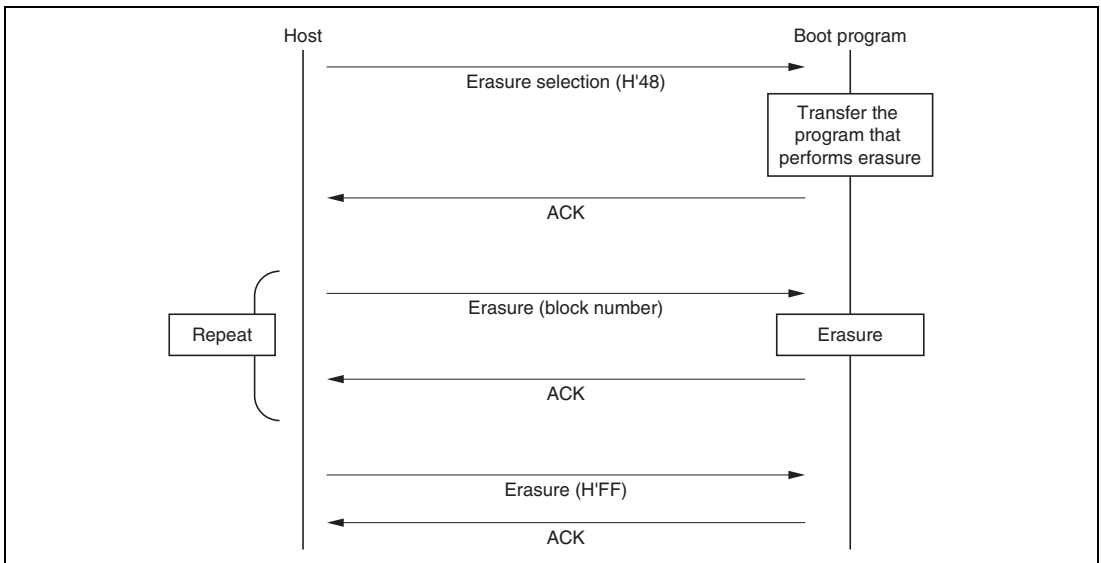 Host
Boot program
Erasure selection (H'48)
Transfer the
program that
performs erasure
ACK
Erasure (block number)
Repeat
Erasure
ACK
Erasure (H'FF)
ACK